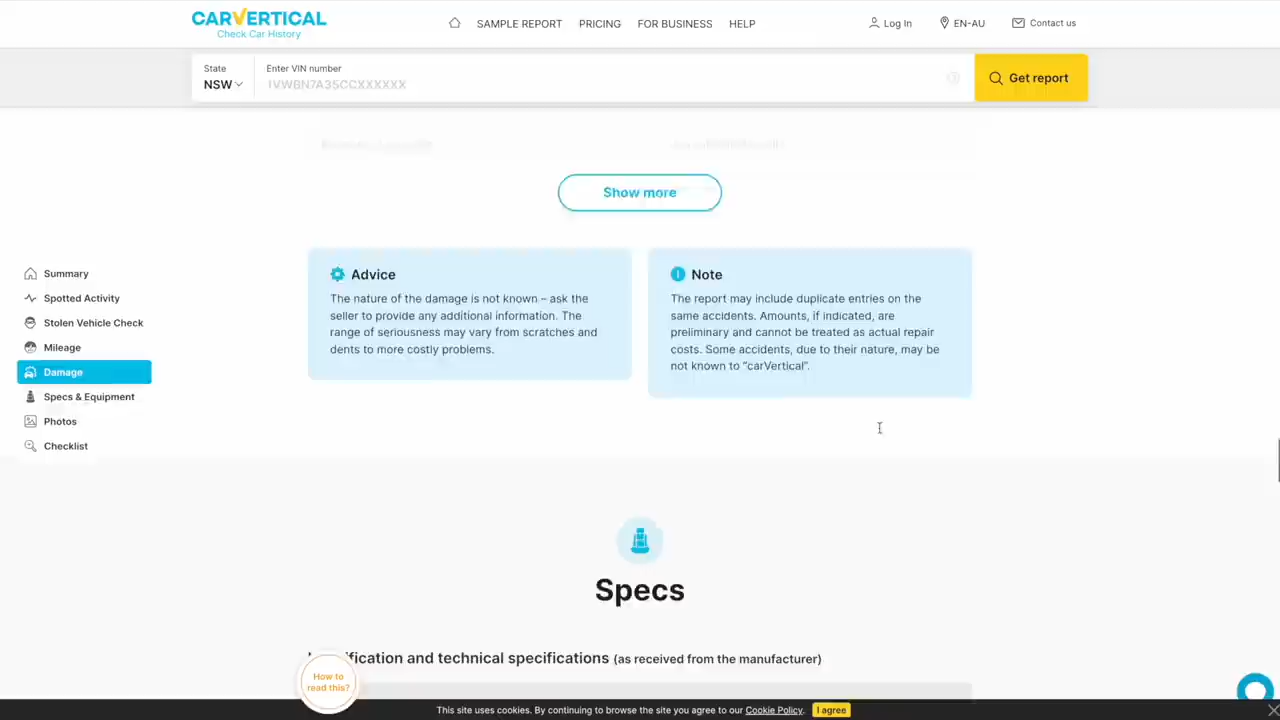 CARVERTICAL
Check Car History
SAMPLE REPORT
PRICING
FOR BUSINESS
HELP
Log In
EN-AU
Contact us
State
NSW
Enter VIN number
1VWBN7A35CCXXXXXX
Get report
Show more
Summary
Spotted Activity
Stolen Vehicle Check
Mileage
Damage
Specs & Equipment
Photos
Checklist
Advice
The nature of the damage is not known – ask the
seller to provide any additional information. The
range of seriousness may vary from scratches and
dents to more costly problems.
Note
The report may include duplicate entries on the
same accidents. Amounts, if indicated, are
preliminary and cannot be treated as actual repair
costs. Some accidents, due to their nature, may be
not known to "carVertical".
Specs
fication and technical specifications (as received from the manufacturer)
How to
read this?
This site uses cookies. By continuing to browse the site you agree to our Cookie Policy.
I agree